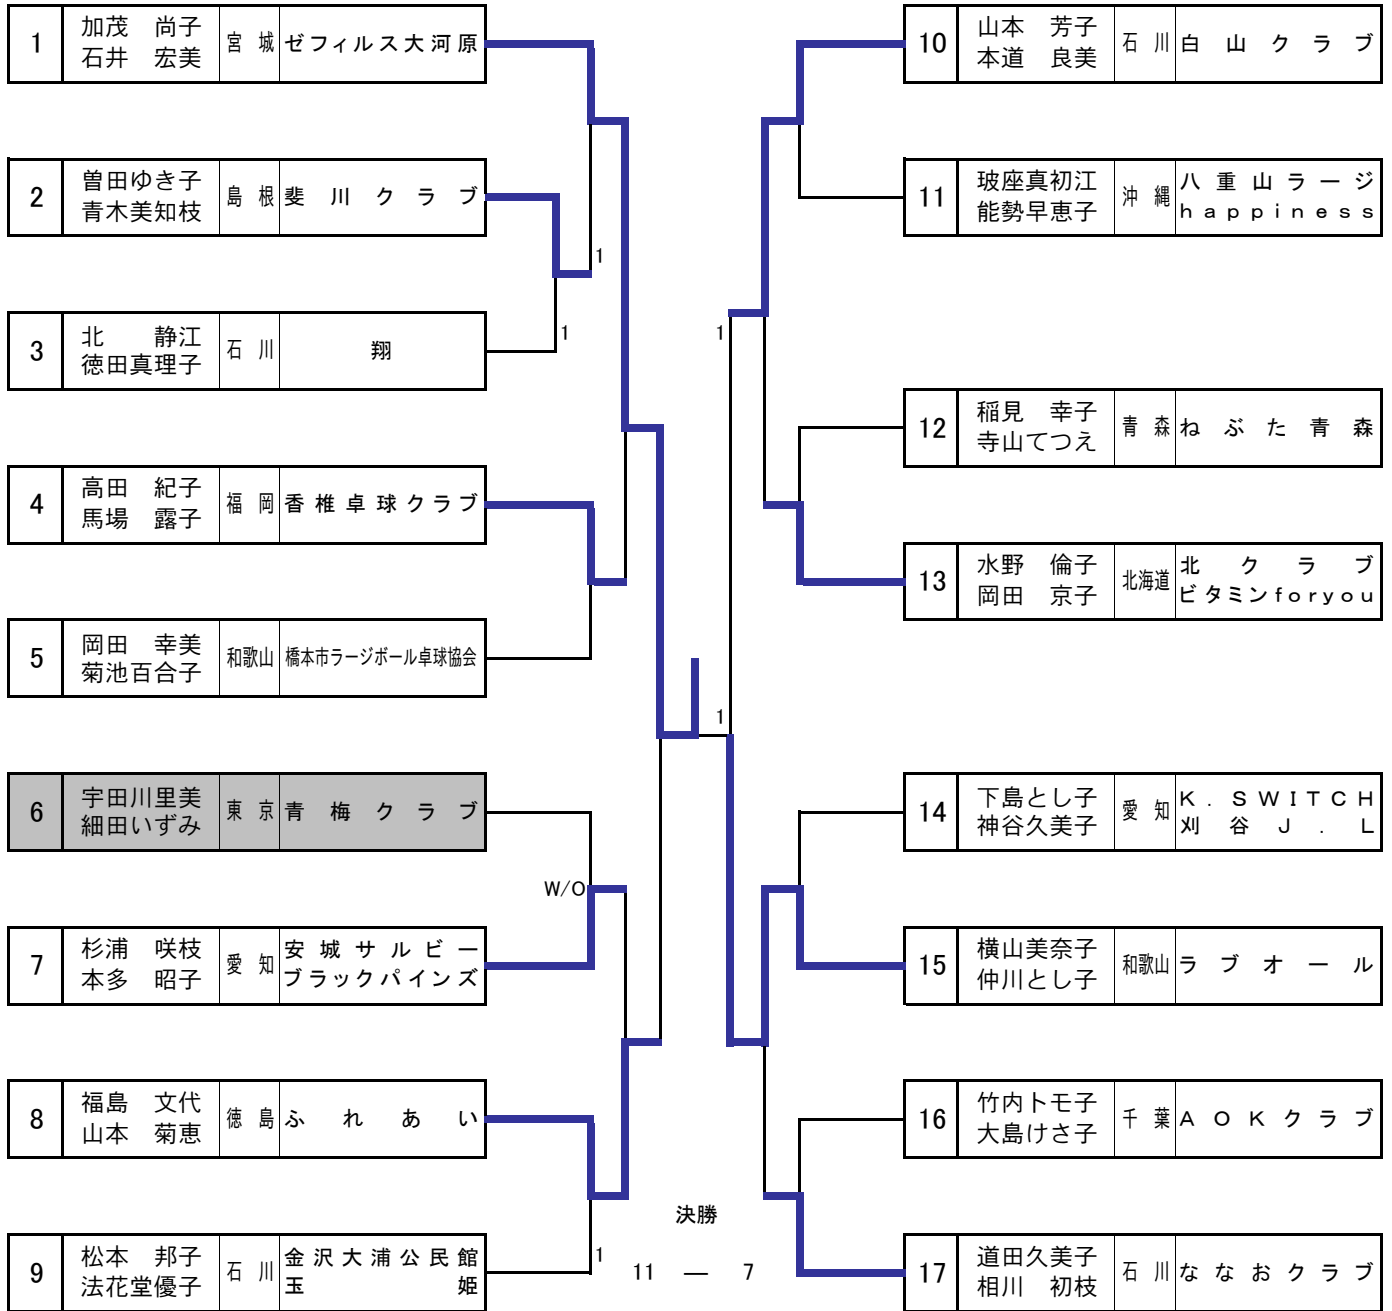 1 加茂　尚子 石井　宏美 宮城 ゼフィルス大河原
2 曽田ゆき子 青木美知枝 島根 斐川クラブ
1
3 北　　静江 徳田真理子 石川 翔
1
4 高田　紀子 馬場　露子 福岡 香椎卓球クラブ
5 岡田　幸美 菊池百合子 和歌山 橋本市ラージボール卓球協会
6 宇田川里美 細田いずみ 東京 青梅クラブ
W/O
7 杉浦　咲枝 本多　昭子 愛知 安城サルビー ブラックパインズ
8 福島　文代 山本　菊恵 徳島 ふれあい
9 松本　邦子 法花堂優子 石川 金沢大浦公民館 玉姫
1
10 山本　芳子 本道　良美 石川 白山クラブ
11 玻座真初江 能勢早恵子 沖縄 八重山ラージ happiness
1
12 稲見　幸子 寺山てつえ 青森 ねぶた青森
13 水野　倫子 岡田　京子 北海道 北クラブ ビタミンforyou
1
14 下島とし子 神谷久美子 愛知 K．SWITCH 刈谷J．L
15 横山美奈子 仲川とし子 和歌山 ラブオール
16 竹内トモ子 大島けさ子 千葉 AOKクラブ
17 道田久美子 相川　初枝 石川 ななおクラブ
決勝
11 — 7